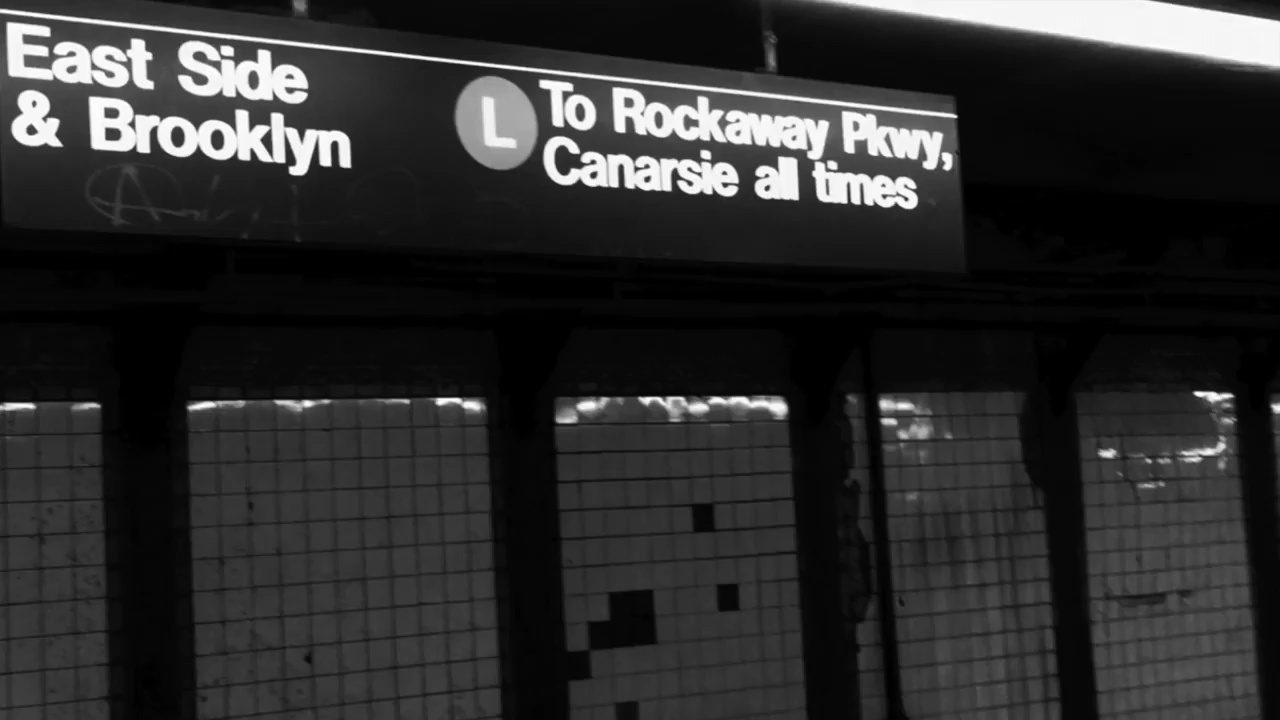 East Side
& Brooklyn
L To Rockaway Pkwy,
Canarsie all times